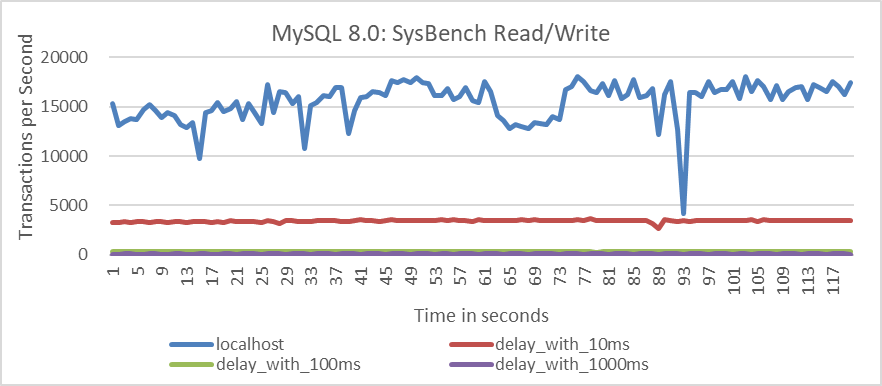 MySQL 8.0: SysBench Read/Write
Transactions per Second
20000
15000
10000
5000
0
1 5 9 13 17 21 25 29 33 37 41 45 49 53 57 61 65 69 73 77 81 85 89 93 97 101 105 109 113 117
Time in seconds
localhost delay_with_10ms
delay_with_100ms delay_with_1000ms